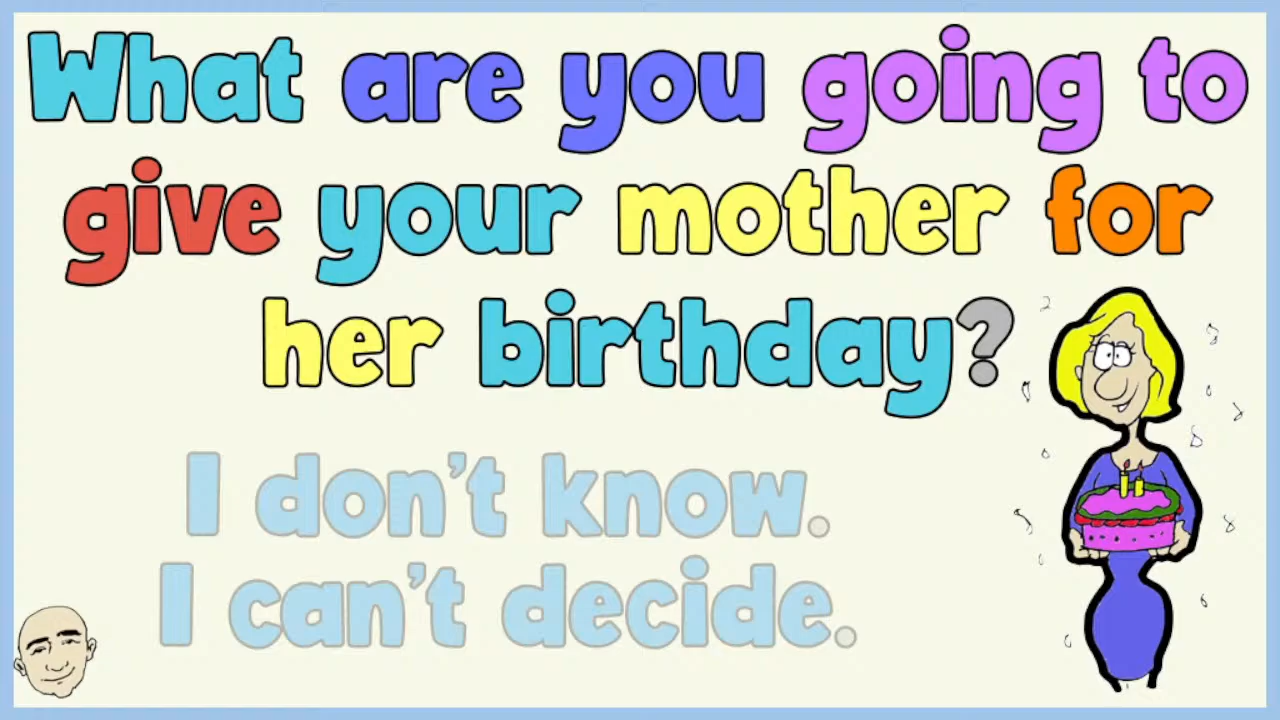 What are you going to
give your mother for
her birthday?
I don't know.
I can't decide.